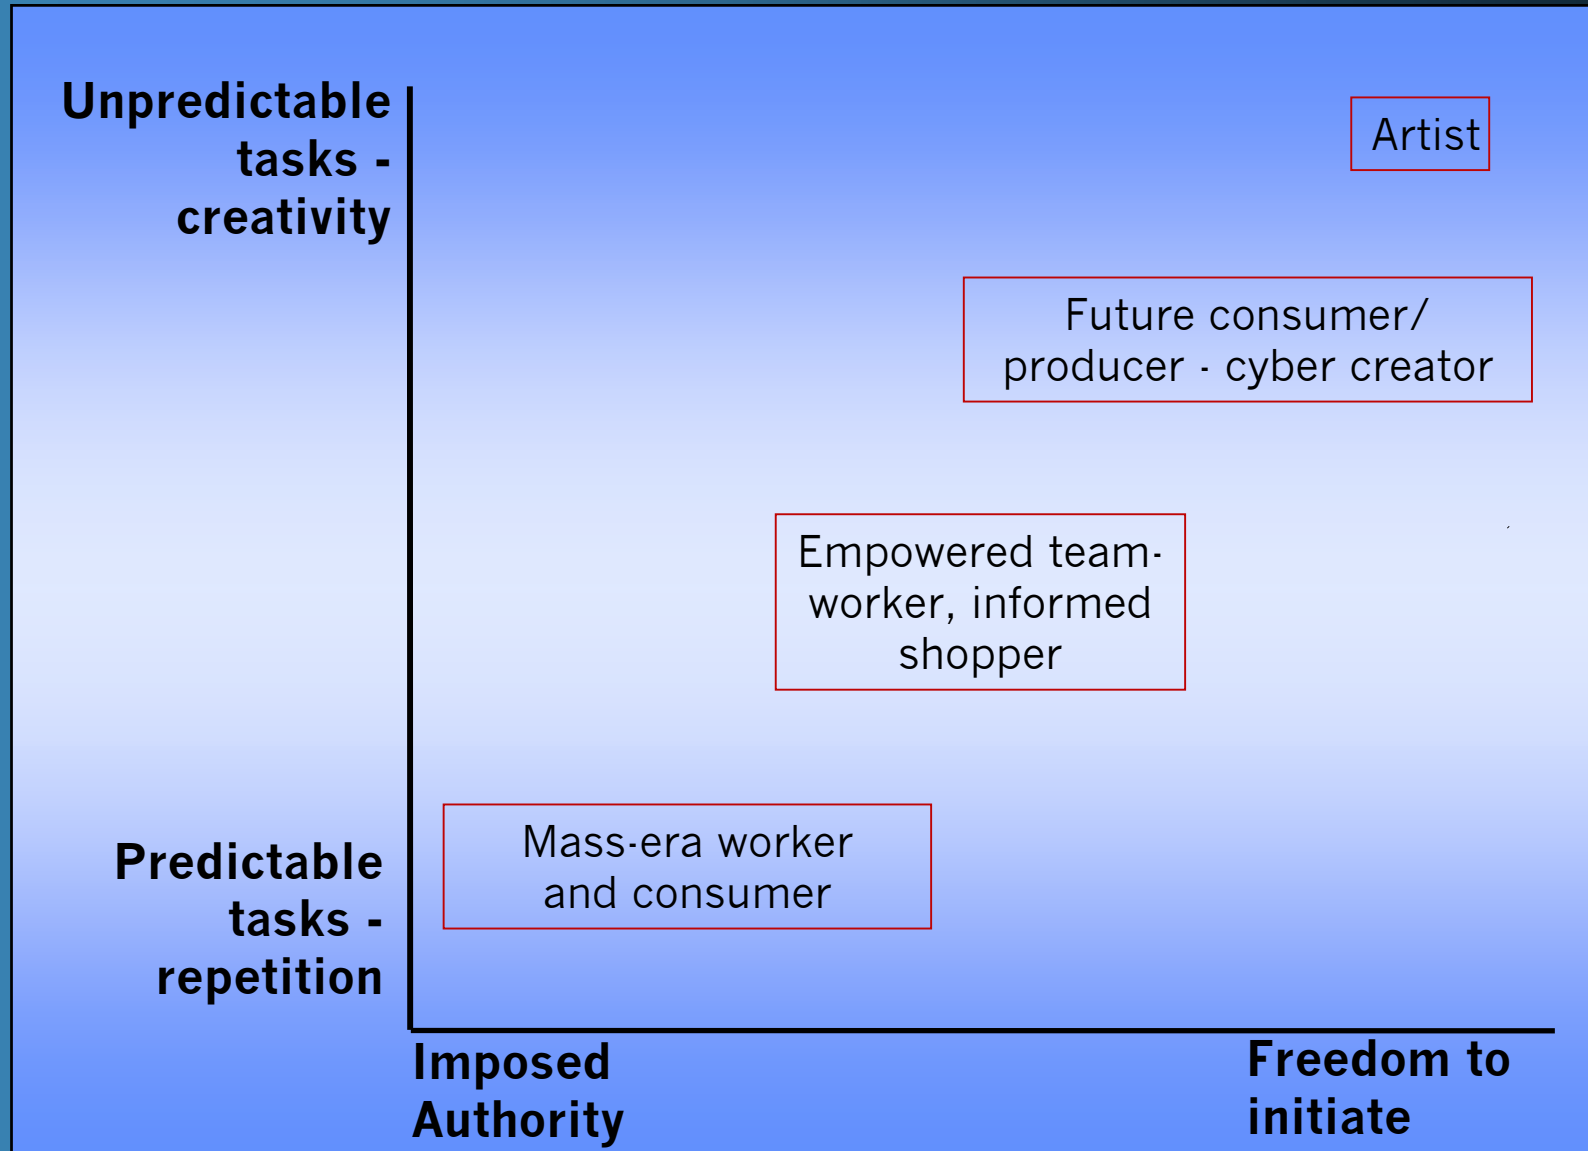 Unpredictable
tasks -
creativity
Artist
Future consumer/
producer - cyber creator
Empowered team-
worker, informed
shopper
Mass-era worker
and consumer
Predictable
tasks -
repetition
Imposed
Authority
Freedom to
initiate